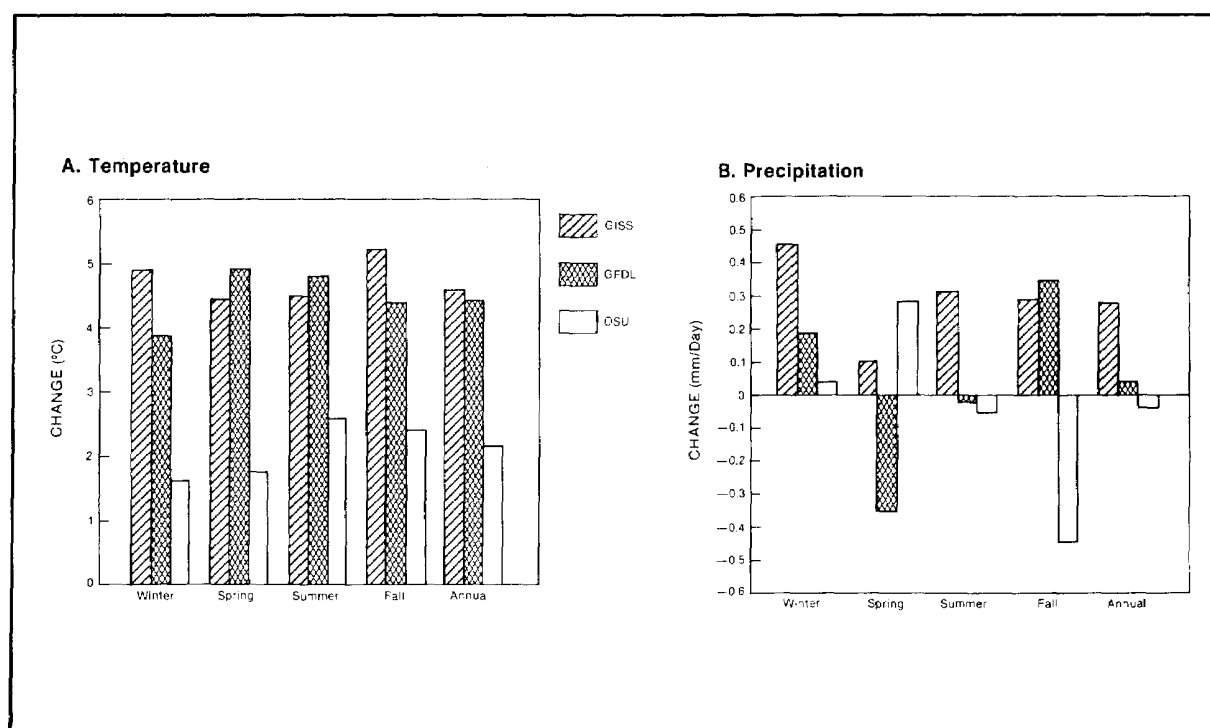 A. Temperature
6
5
4
3
2
1
0
CHANGE (ºC)
Winter Spring Summer Fall Annua
GISS
GFDL
OSU
B. Precipitation
0.6
0.5
0.4
0.3
0.2
0.1
0
−0.1
−0.2
−0.3
−0.4
−0.5
−0.6
CHANGE (mm/Day)
Winter Spring Summer Fall Annual